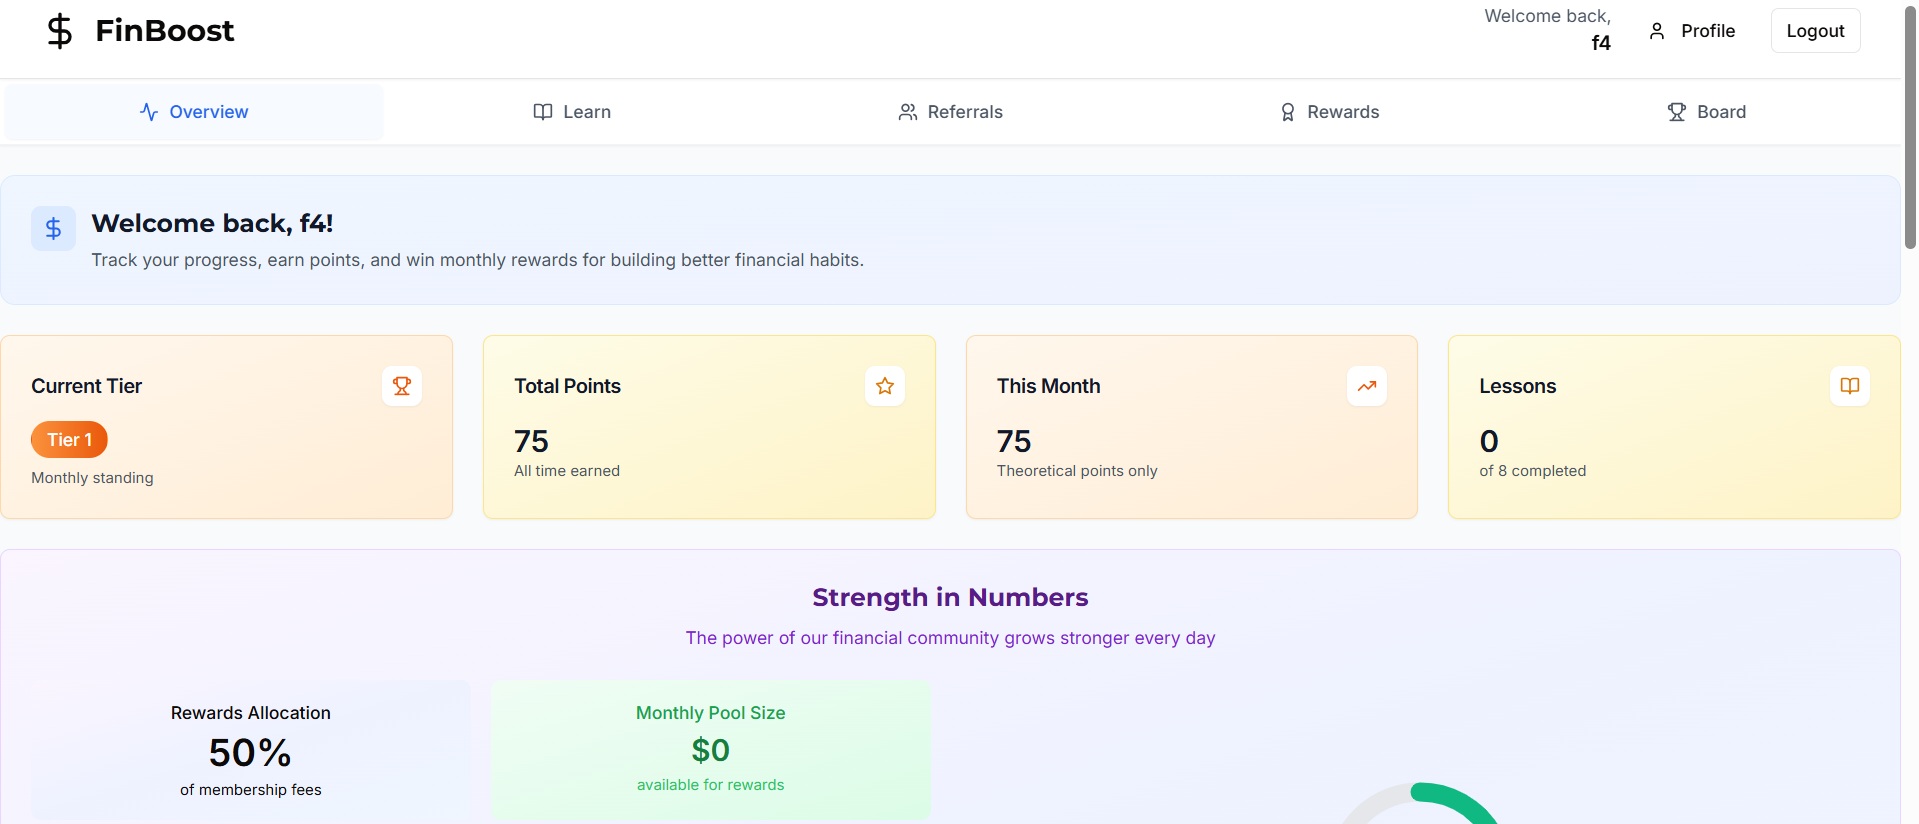 FinBoost
Welcome back,
f4
Profile
Logout
Overview
Learn
Referrals
Rewards
Board
Welcome back, f4!
Track your progress, earn points, and win monthly rewards for building better financial habits.
Current Tier
Tier 1
Monthly standing
Total Points
75
All time earned
This Month
75
Theoretical points only
Lessons
0
of 8 completed
Strength in Numbers
The power of our financial community grows stronger every day
Rewards Allocation
50%
of membership fees
Monthly Pool Size
$0
available for rewards